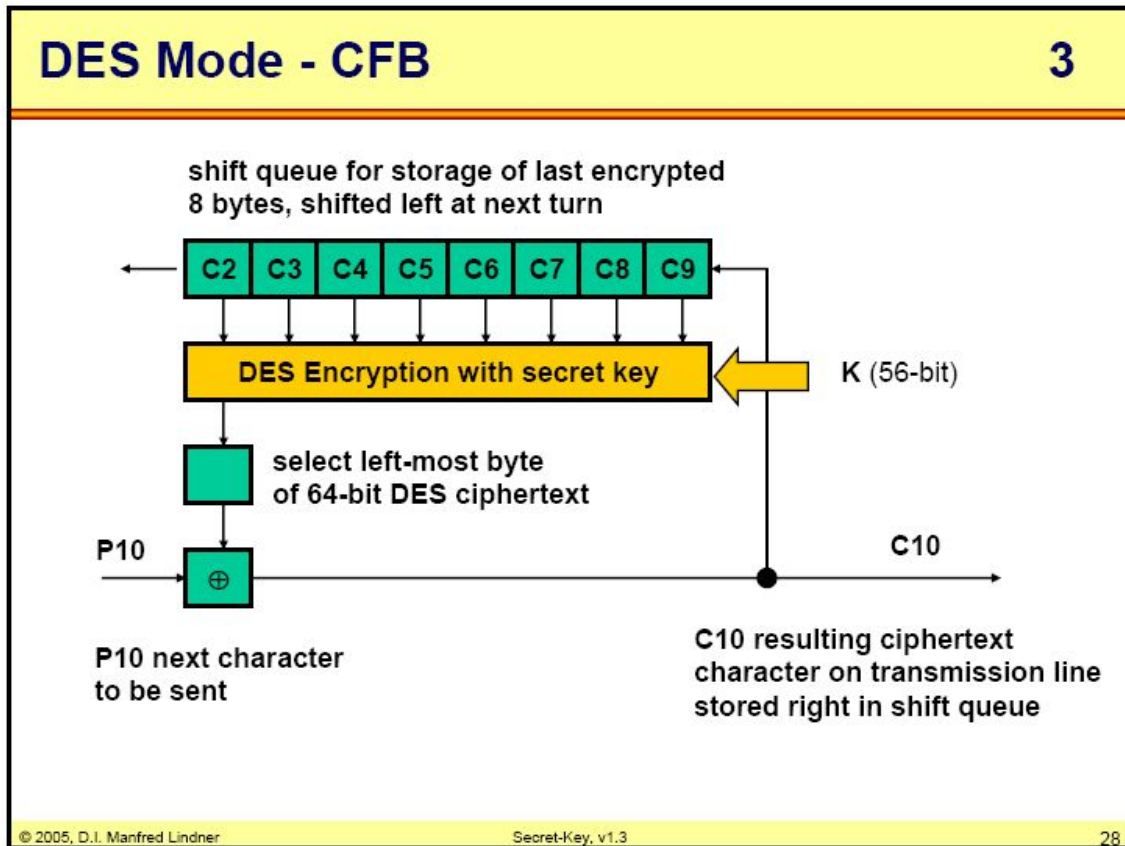 DES Mode - CFB 3
shift queue for storage of last encrypted
8 bytes, shifted left at next turn
C2 C3 C4 C5 C6 C7 C8 C9
DES Encryption with secret key
K (56-bit)
select left-most byte
of 64-bit DES ciphertext
P10
⊕
C10
P10 next character
to be sent
C10 resulting ciphertext
character on transmission line
stored right in shift queue
© 2005, D.I. Manfred Lindner
Secret-Key, v1.3
28